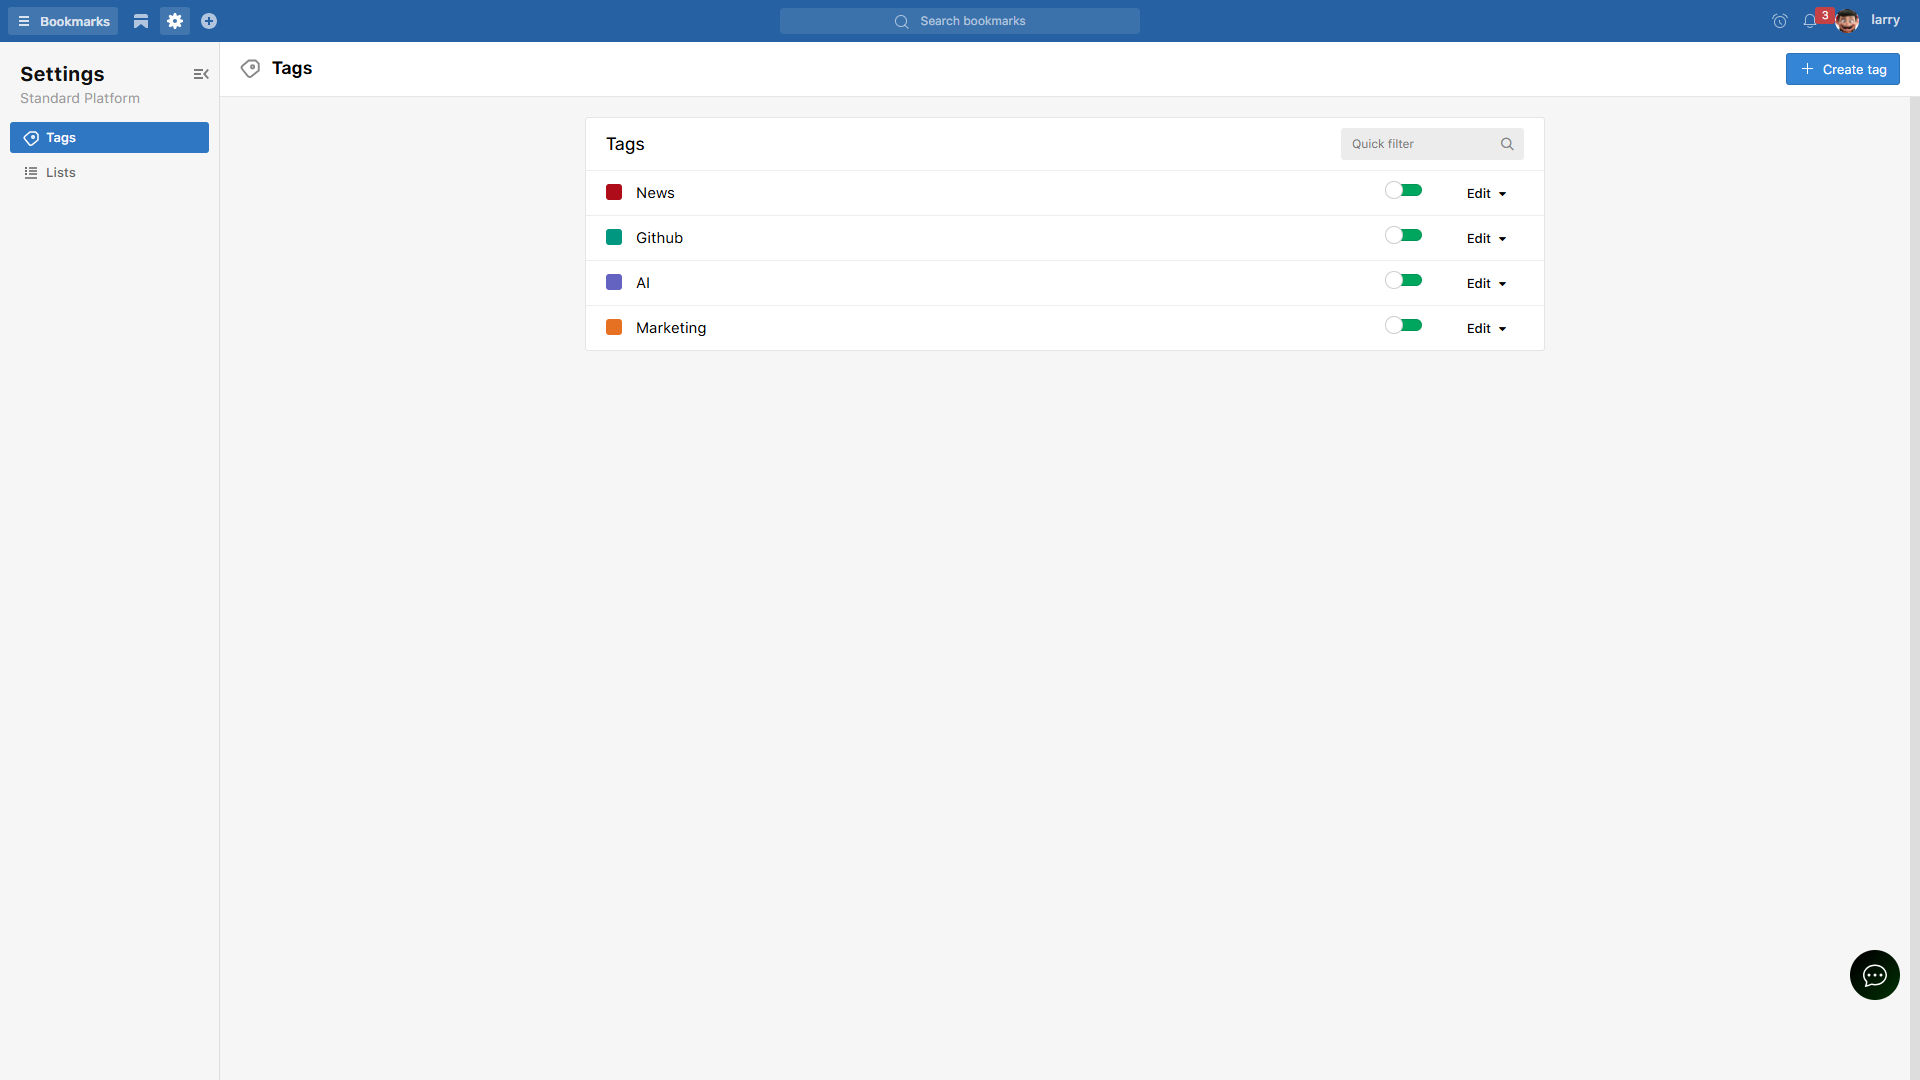 Bookmarks
Search bookmarks
3
larry
Settings
Standard Platform
Tags
Lists
Tags
Create tag
Tags
Quick filter
News
Edit
Github
Edit
AI
Edit
Marketing
Edit